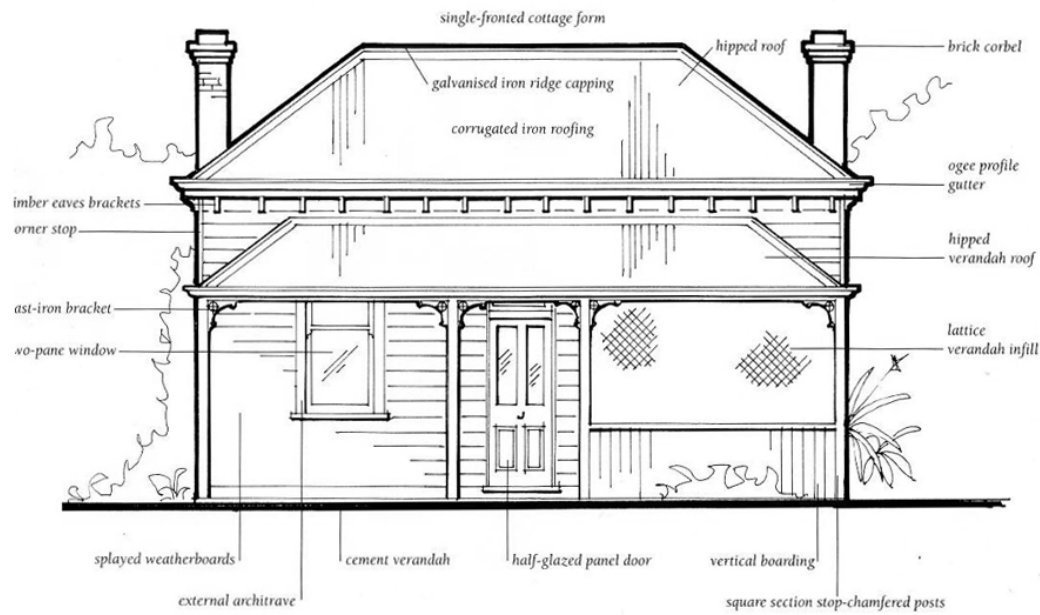 single-fronted cottage form
hipped roof
brick corbel
galvanised iron ridge capping
corrugated iron roofing
ogee profile
gutter
imber eaves brackets
orner stop
hipped
verandah roof
ast-iron bracket
wo-pane window
lattice
verandah infill
splayed weatherboards
cement verandah
half-glazed panel door
vertical boarding
external architrave
square section stop-chamfered posts